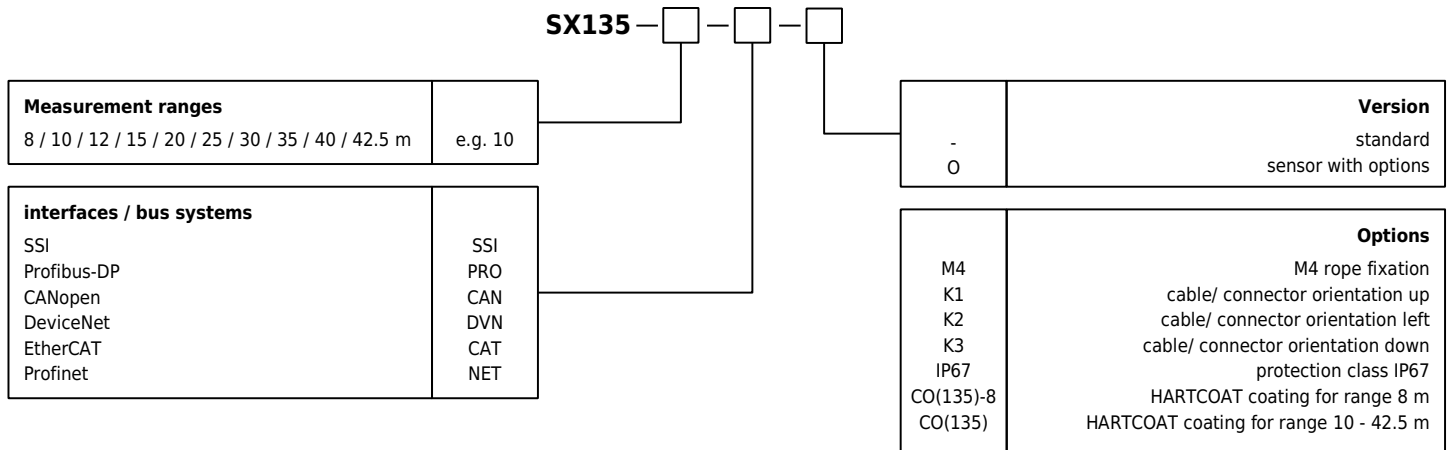 SX135
Measurement ranges
8 / 10 / 12 / 15 / 20 / 25 / 30 / 35 / 40 / 42.5 m e.g. 10
interfaces / bus systems
SSI SSI
Profibus-DP PRO
CANopen CAN
DeviceNet DVN
EtherCAT CAT
Profinet NET
Version
- standard
O sensor with options
Options
M4 M4 rope fixation
K1 cable/ connector orientation up
K2 cable/ connector orientation left
K3 cable/ connector orientation down
IP67 protection class IP67
CO(135)-8 HARTCOAT coating for range 8 m
CO(135) HARTCOAT coating for range 10 - 42.5 m